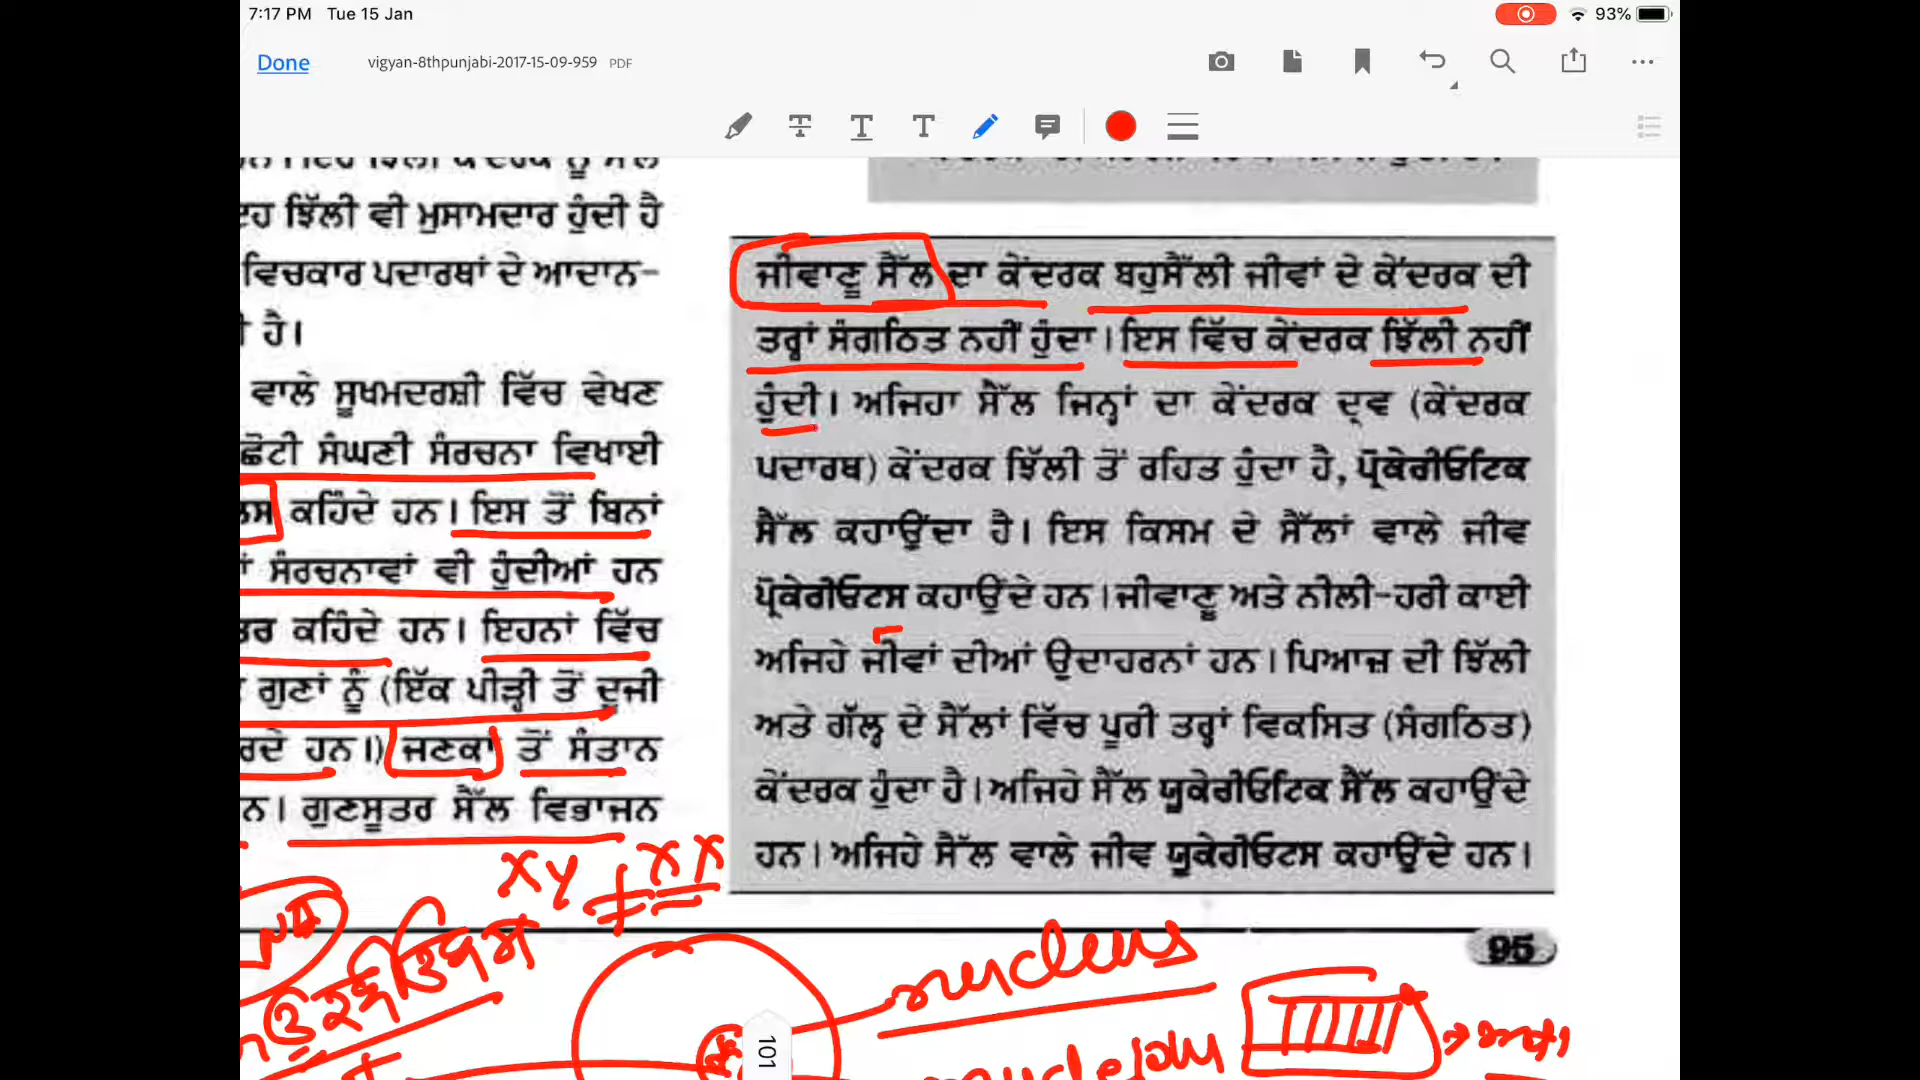 7:17 PM Tue 15 Jan
93%
Done
vigyan-8thpunjabi-2017-15-09-959 PDF
ਝਿੱਲੀ ਕੇਂਦਰਕ ਨੂੰ ਸੈੱਲ
ਝਿੱਲੀ ਵੀ ਮੁਸਾਮਦਾਰ ਹੁੰਦੀ ਹੈ
ਵਿਚਕਾਰ ਪਦਾਰਥਾਂ ਦੇ ਆਦਾਨ-
ਹੈ।
ਵਾਲੇ ਸੂਖਮਦਰਸ਼ੀ ਵਿੱਚ ਵੇਖਣ
ਛੋਟੀ ਸੰਘਣੀ ਸੰਰਚਨਾ ਵਿਖਾਈ
ਕਹਿੰਦੇ ਹਨ। ਇਸ ਤੋਂ ਬਿਨਾਂ
ਸੰਰਚਨਾਵਾਂ ਵੀ ਹੁੰਦੀਆਂ ਹਨ
ਕਹਿੰਦੇ ਹਨ। ਇਹਨਾਂ ਵਿੱਚ
ਗੁਣਾਂ ਨੂੰ (ਇੱਕ ਪੀੜ੍ਹੀ ਤੋਂ ਦੂਜੀ
ਹਨ।) ਜਣਕਾਂ ਤੋਂ ਸੰਤਾਨ
ਗੁਣਸੂਤਰ ਸੈੱਲ ਵਿਭਾਜਨ
ਜੀਵਾਣੂ ਸੈੱਲ ਦਾ ਕੇਂਦਰਕ ਬਹੁਸੈੱਲੀ ਜੀਵਾਂ ਦੇ ਕੇਂਦਰਕ ਦੀ
ਤਰ੍ਹਾਂ ਸੰਗਠਿਤ ਨਹੀਂ ਹੁੰਦਾ। ਇਸ ਵਿੱਚ ਕੇਂਦਰਕ ਝਿੱਲੀ ਨਹੀਂ
ਹੁੰਦੀ। ਅਜਿਹਾ ਸੈੱਲ ਜਿਨ੍ਹਾਂ ਦਾ ਕੇਂਦਰਕ ਦ੍ਰਵ (ਕੇਂਦਰਕ
ਪਦਾਰਥ) ਕੇਂਦਰਕ ਝਿੱਲੀ ਤੋਂ ਰਹਿਤ ਹੁੰਦਾ ਹੈ, ਪ੍ਰੋਕੇਰੀਓਟਿਕ
ਸੈੱਲ ਕਹਾਉਂਦਾ ਹੈ। ਇਸ ਕਿਸਮ ਦੇ ਸੈੱਲਾਂ ਵਾਲੇ ਜੀਵ
ਪ੍ਰੋਕੇਰੀਓਟਸ ਕਹਾਉਂਦੇ ਹਨ। ਜੀਵਾਣੂ ਅਤੇ ਨੀਲੀ-ਹਰੀ ਕਾਈ
ਅਜਿਹੇ ਜੀਵਾਂ ਦੀਆਂ ਉਦਾਹਰਨਾਂ ਹਨ। ਪਿਆਜ਼ ਦੀ ਝਿੱਲੀ
ਅਤੇ ਗੱਲ੍ਹ ਦੇ ਸੈੱਲਾਂ ਵਿੱਚ ਪੂਰੀ ਤਰ੍ਹਾਂ ਵਿਕਸਿਤ (ਸੰਗਠਿਤ)
ਕੇਂਦਰਕ ਹੁੰਦਾ ਹੈ। ਅਜਿਹੇ ਸੈੱਲ ਯੂਕੇਰੀਓਟਿਕ ਸੈੱਲ ਕਹਾਉਂਦੇ
ਹਨ। ਅਜਿਹੇ ਸੈੱਲ ਵਾਲੇ ਜੀਵ ਯੂਕੇਰੀਓਟਸ ਕਹਾਉਂਦੇ ਹਨ।
95
xy ≠ xx
nucleus
101